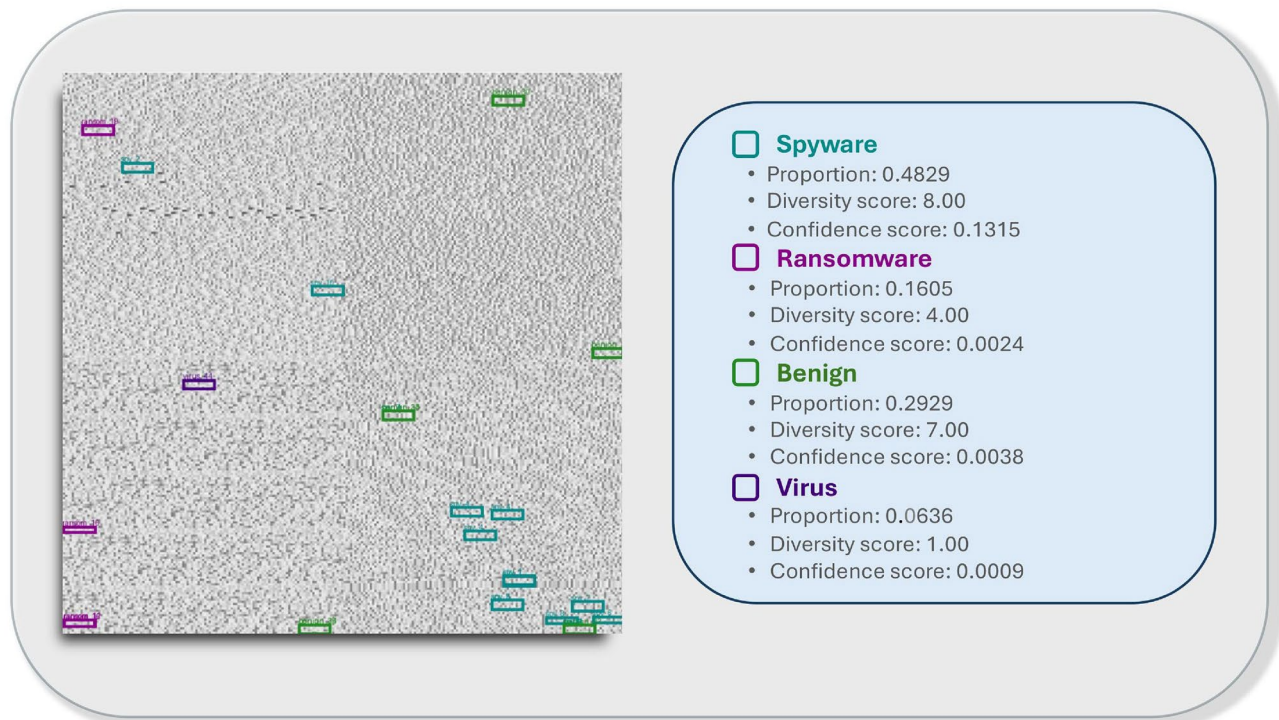 Spyware
• Proportion: 0.4829
• Diversity score: 8.00
• Confidence score: 0.1315
Ransomware
• Proportion: 0.1605
• Diversity score: 4.00
• Confidence score: 0.0024
Benign
• Proportion: 0.2929
• Diversity score: 7.00
• Confidence score: 0.0038
Virus
• Proportion: 0.0636
• Diversity score: 1.00
• Confidence score: 0.0009